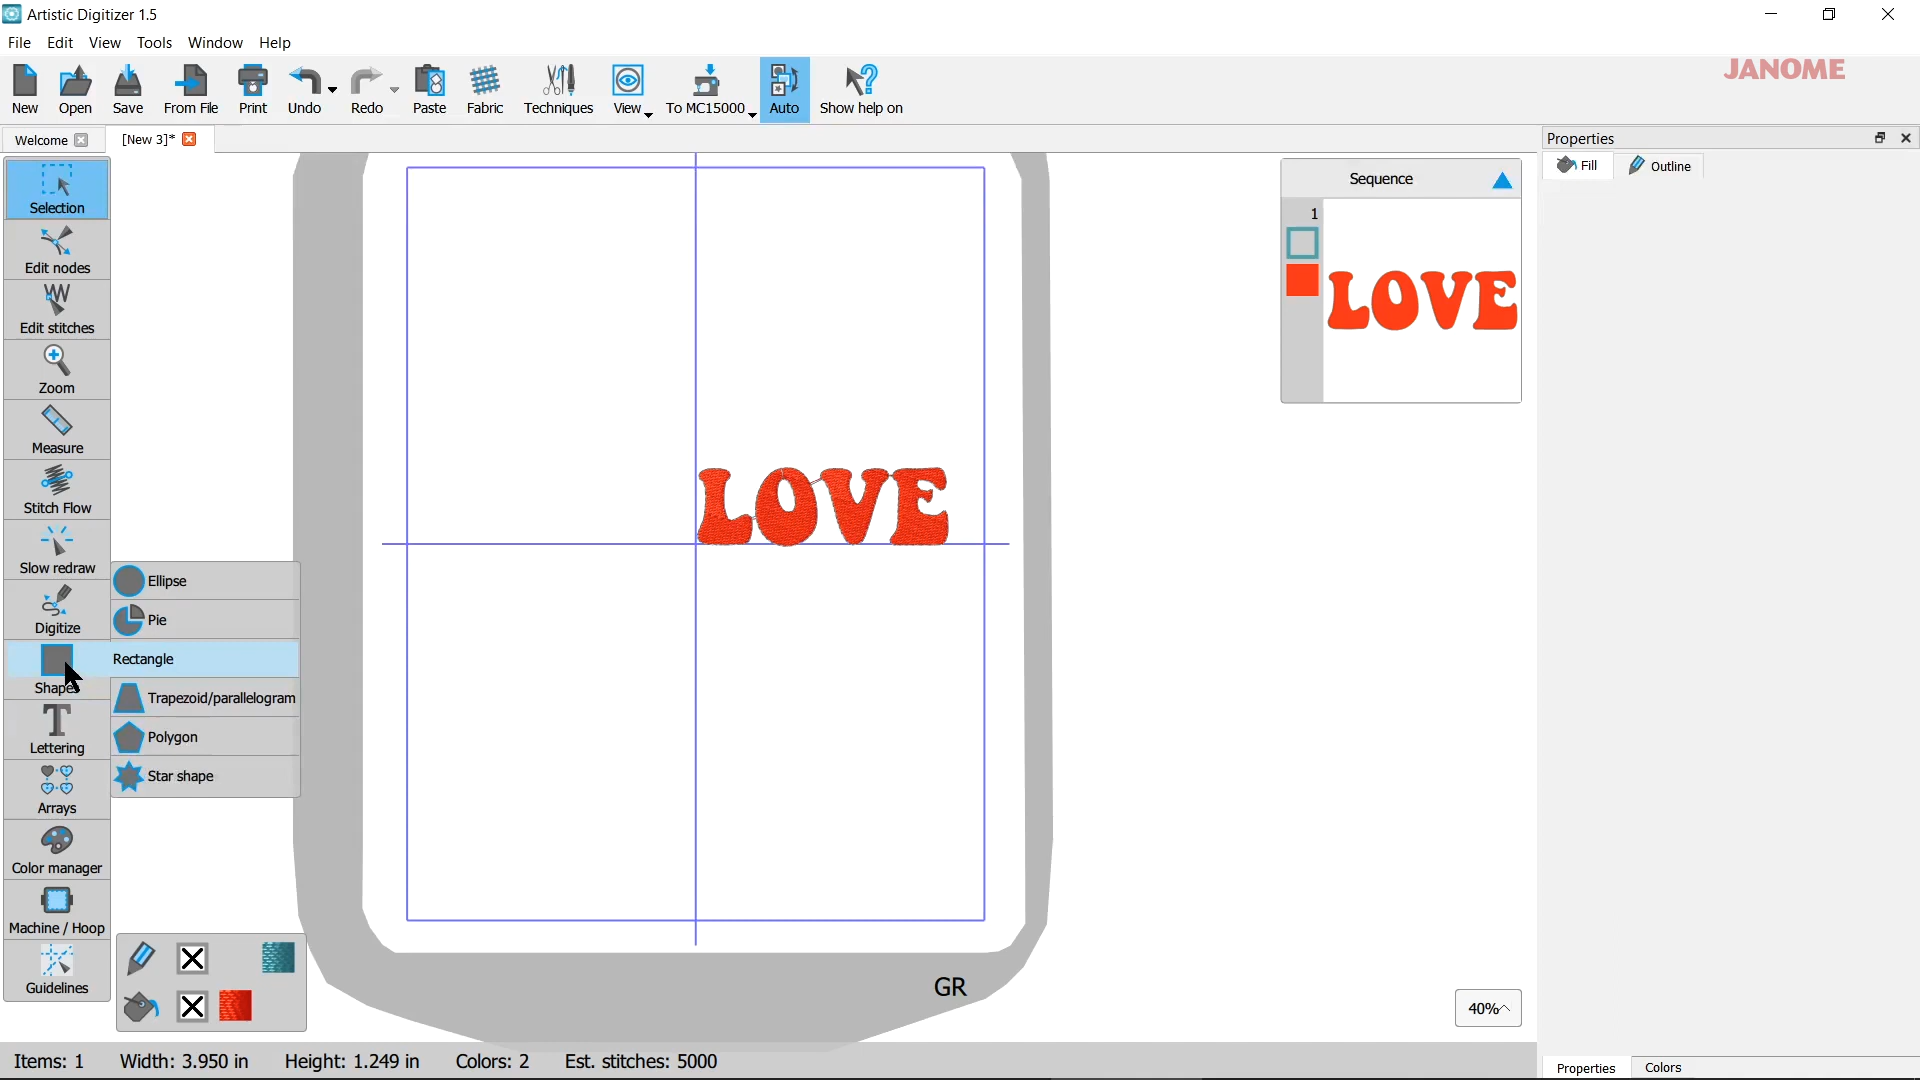 Artistic Digitizer 1.5
File Edit View Tools Window Help
New Open Save From File Print Undo Redo Paste Fabric Techniques View To MC15000 Auto Show help on
JANOME
Welcome [New 3]*
Properties
Fill Outline
Selection
Edit nodes
Edit stitches
Zoom
Measure
Stitch Flow
Slow redraw
Digitize
Shapes
Lettering
Arrays
Color manager
Machine / Hoop
Guidelines
Ellipse
Pie
Rectangle
Trapezoid/parallelogram
Polygon
Star shape
LOVE
Sequence
1
LOVE
GR
40%
Items: 1 Width: 3.950 in Height: 1.249 in Colors: 2 Est. stitches: 5000
Properties Colors